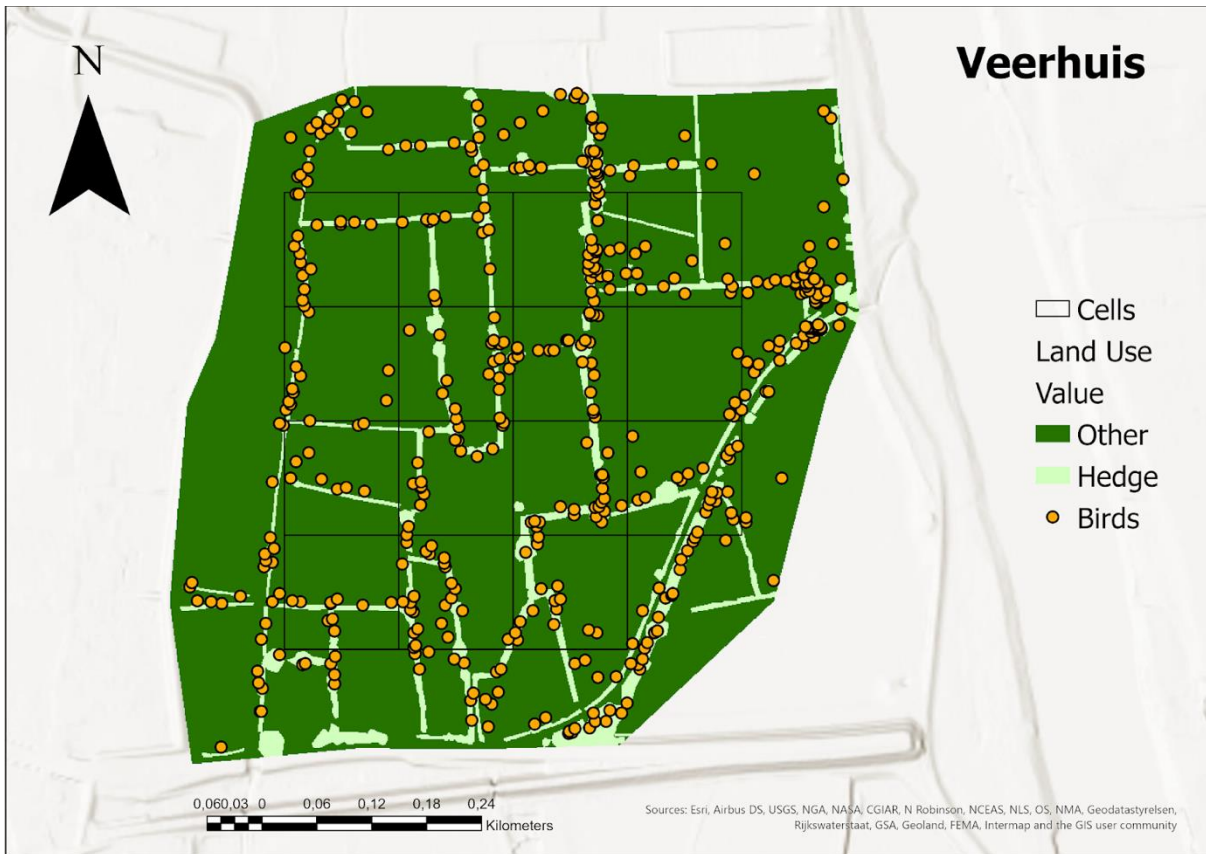 Veerhuis
N
Cells
Land Use
Value
Other
Hedge
Birds
0,060,03 0 0,06 0,12 0,18 0,24
Kilometers
Sources: Esri, Airbus DS, USGS, NGA, NASA, CGIAR, N Robinson, NCEAS, NLS, OS, NMA, Geodatastyrelsen,
Rijkswaterstaat, GSA, Geoland, FEMA, Intermap and the GIS user community